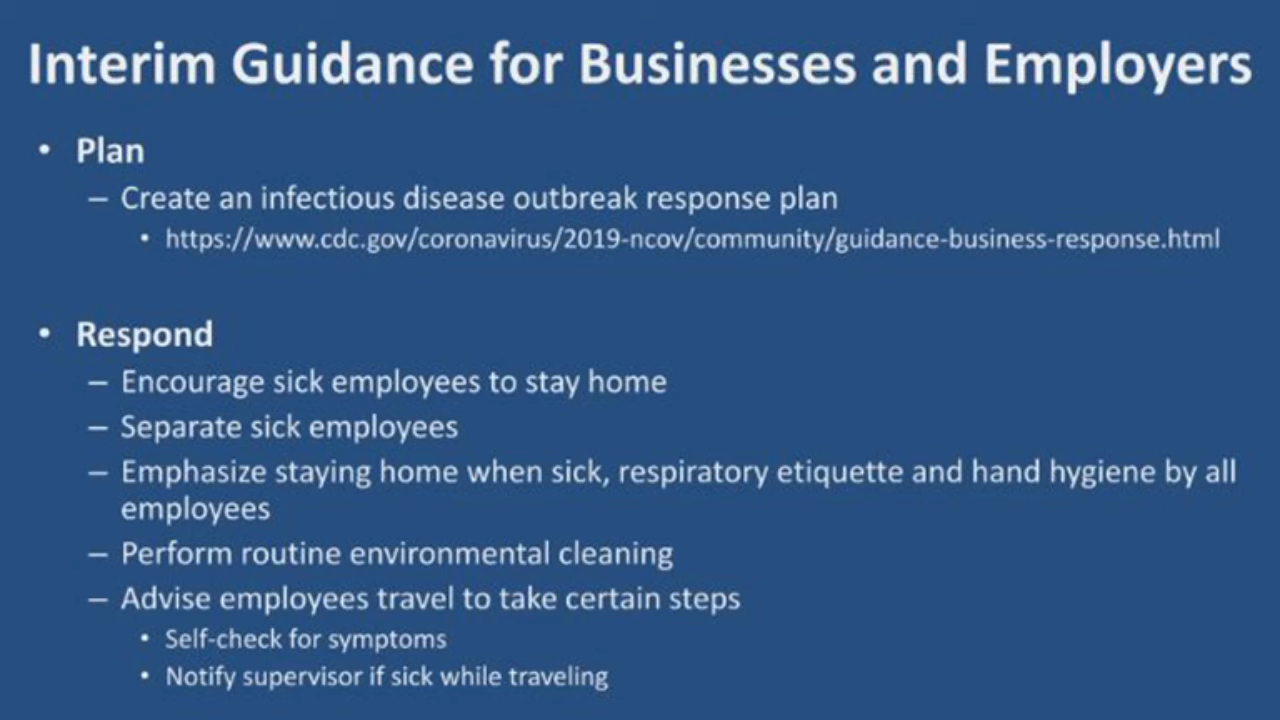 Interim Guidance for Businesses and Employers
• Plan
– Create an infectious disease outbreak response plan
• https://www.cdc.gov/coronavirus/2019-ncov/community/guidance-business-response.html
• Respond
– Encourage sick employees to stay home
– Separate sick employees
– Emphasize staying home when sick, respiratory etiquette and hand hygiene by all
employees
– Perform routine environmental cleaning
– Advise employees travel to take certain steps
• Self-check for symptoms
• Notify supervisor if sick while traveling